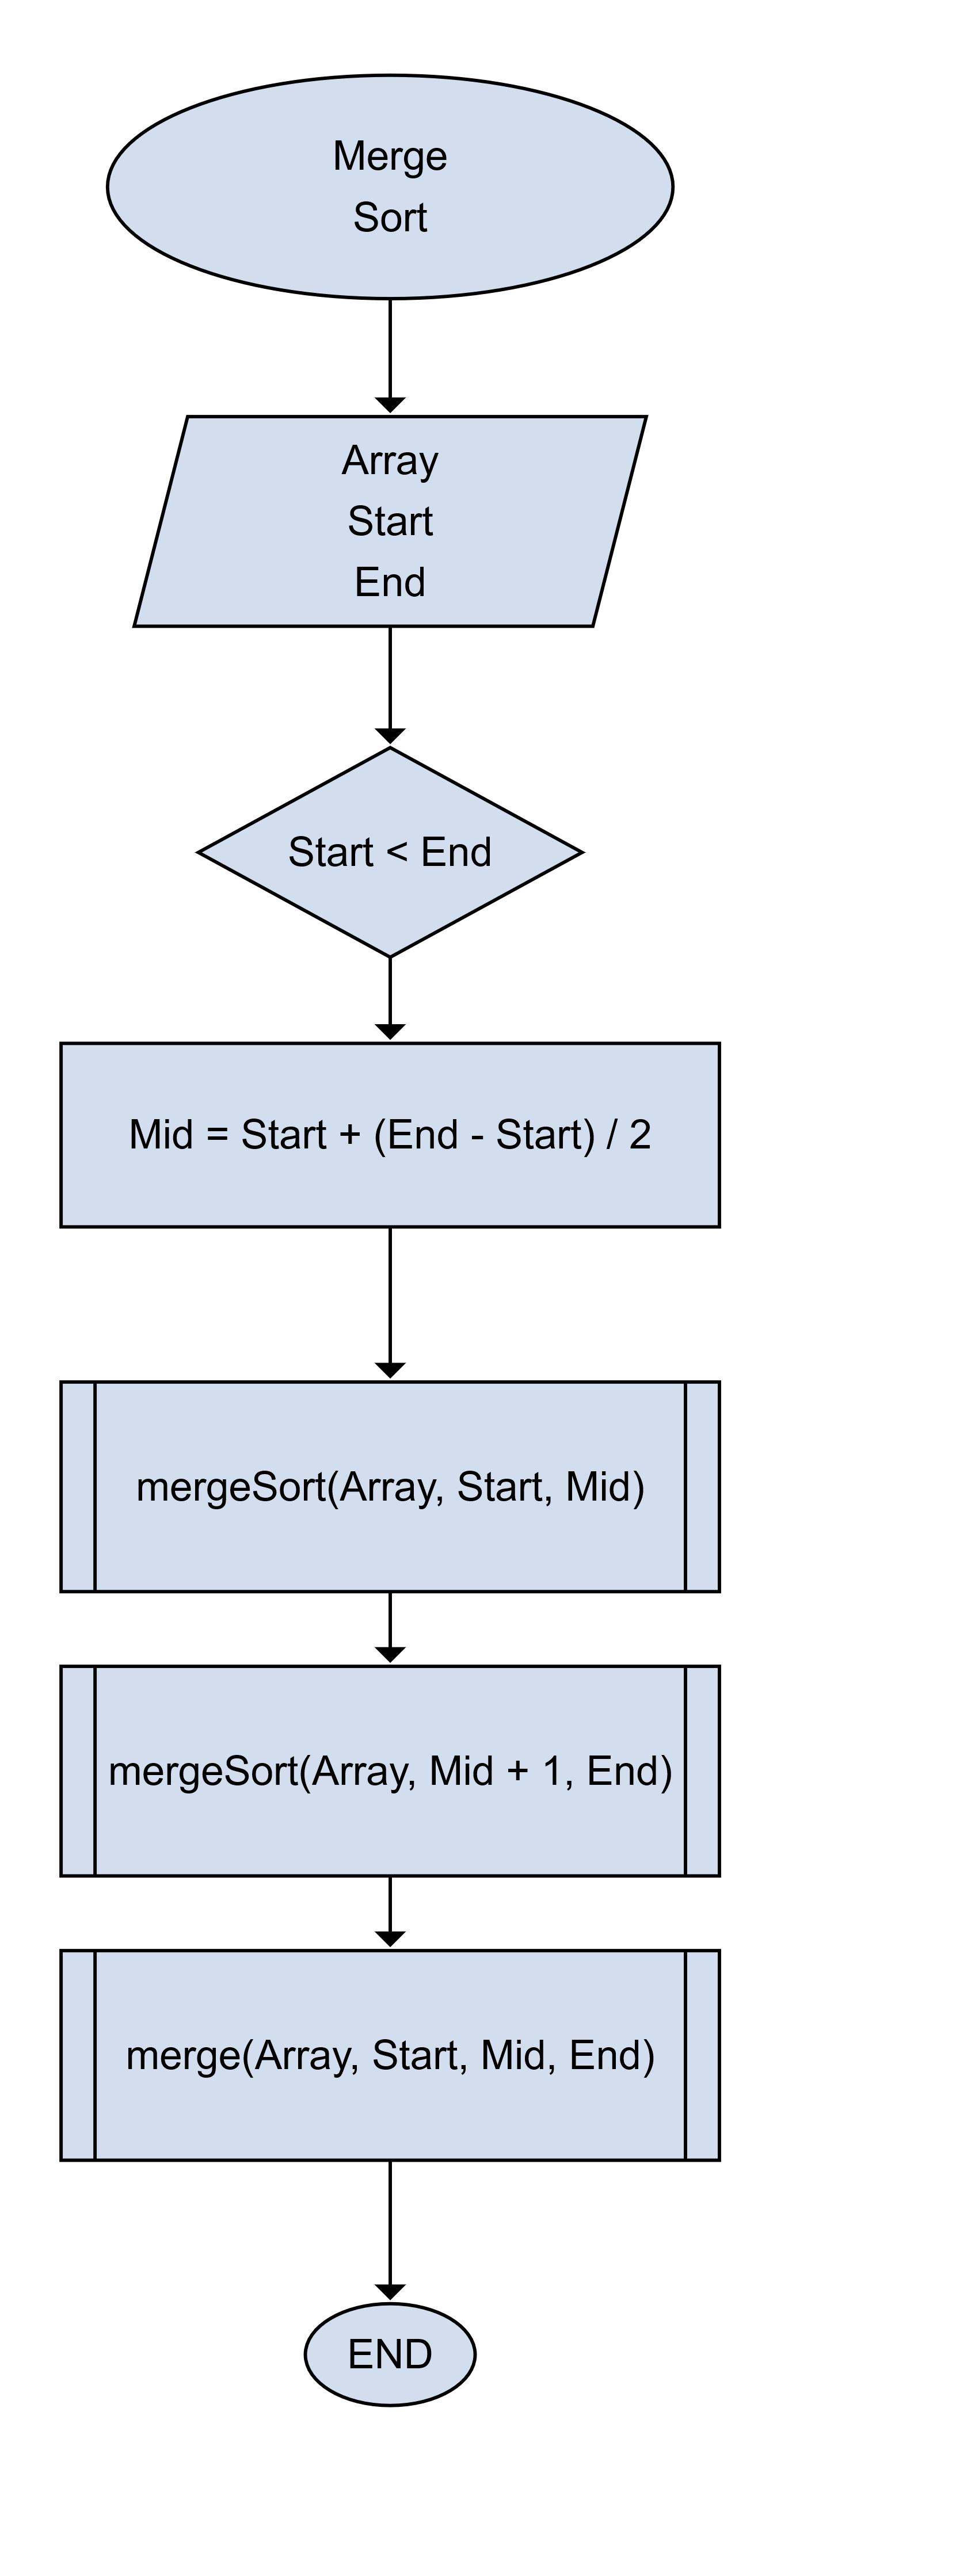 Merge
Sort
Array
Start
End
Start < End
Mid = Start + (End - Start) / 2
mergeSort(Array, Start, Mid)
mergeSort(Array, Mid + 1, End)
merge(Array, Start, Mid, End)
END